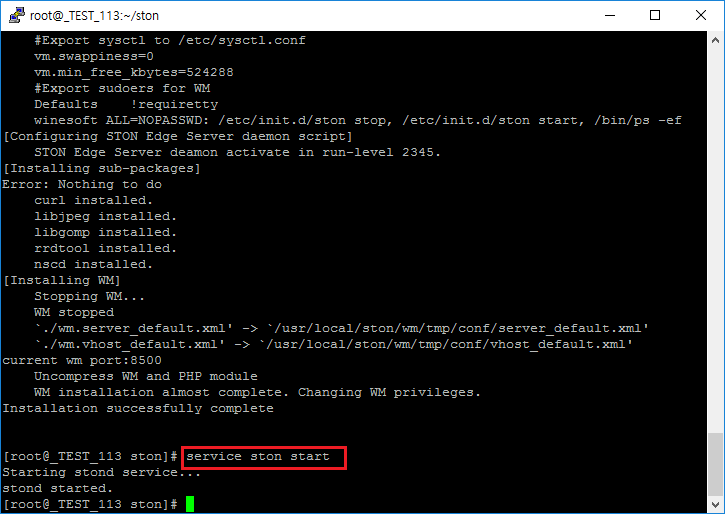 root@_TEST_113:~/ston
#Export sysctl to /etc/sysctl.conf
vm.swappiness=0
vm.min_free_kbytes=524288
#Export sudoers for WM
Defaults    !requiretty
winesoft ALL=NOPASSWD: /etc/init.d/ston stop, /etc/init.d/ston start, /bin/ps -ef
[Configuring STON Edge Server daemon script]
STON Edge Server deamon activate in run-level 2345.
[Installing sub-packages]
Error: Nothing to do
curl installed.
libjpeg installed.
libgomp installed.
rrdtool installed.
nscd installed.
[Installing WM]
Stopping WM...
WM stopped
`./wm.server_default.xml' -> `/usr/local/ston/wm/tmp/conf/server_default.xml'
`./wm.vhost_default.xml' -> `/usr/local/ston/wm/tmp/conf/vhost_default.xml'
current wm port:8500
Uncompress WM and PHP module
WM installation almost complete. Changing WM privileges.
Installation successfully complete
[root@_TEST_113 ston]# service ston start
Starting stond service...
stond started.
[root@_TEST_113 ston]#